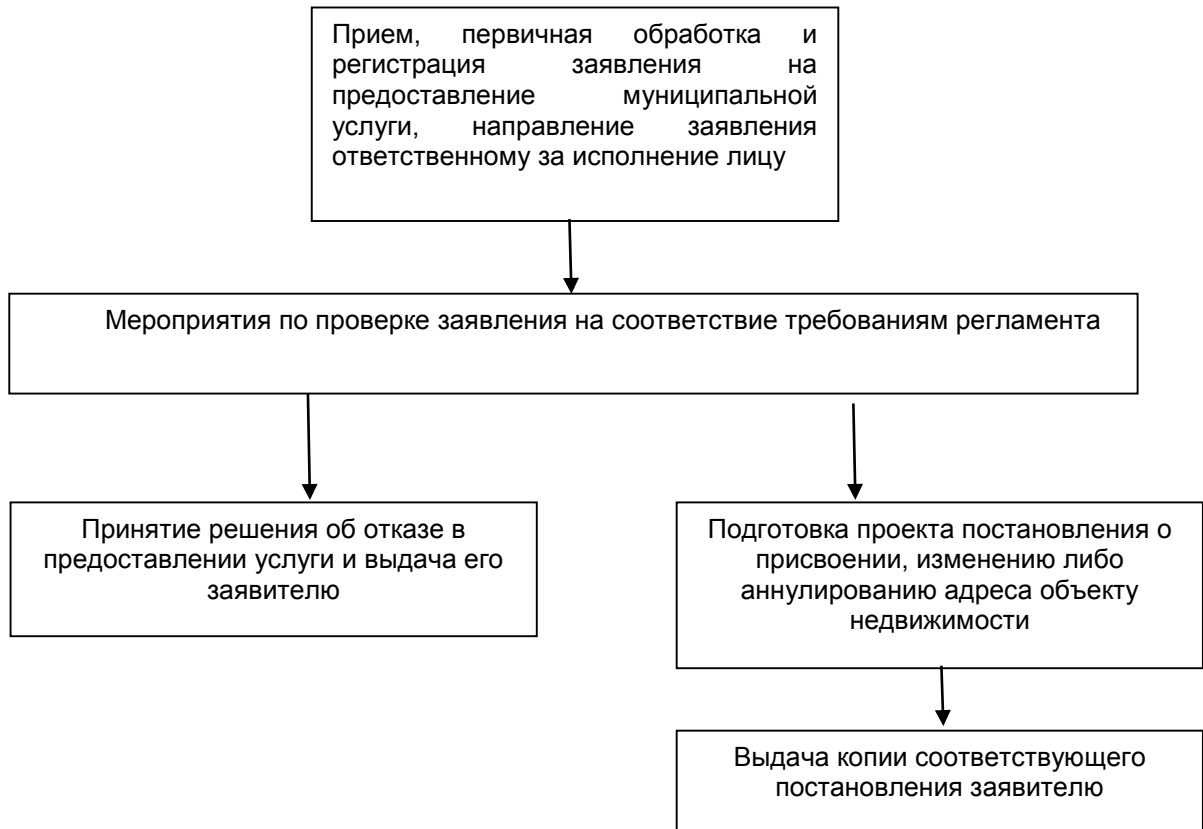 Прием, первичная обработка и
регистрация заявления на
предоставление муниципальной
услуги, направление заявления
ответственному за исполнение лицу
Мероприятия по проверке заявления на соответствие требованиям регламента
Принятие решения об отказе в
предоставлении услуги и выдача его
заявителю
Подготовка проекта постановления о
присвоении, изменению либо
аннулированию адреса объекту
недвижимости
Выдача копии соответствующего
постановления заявителю